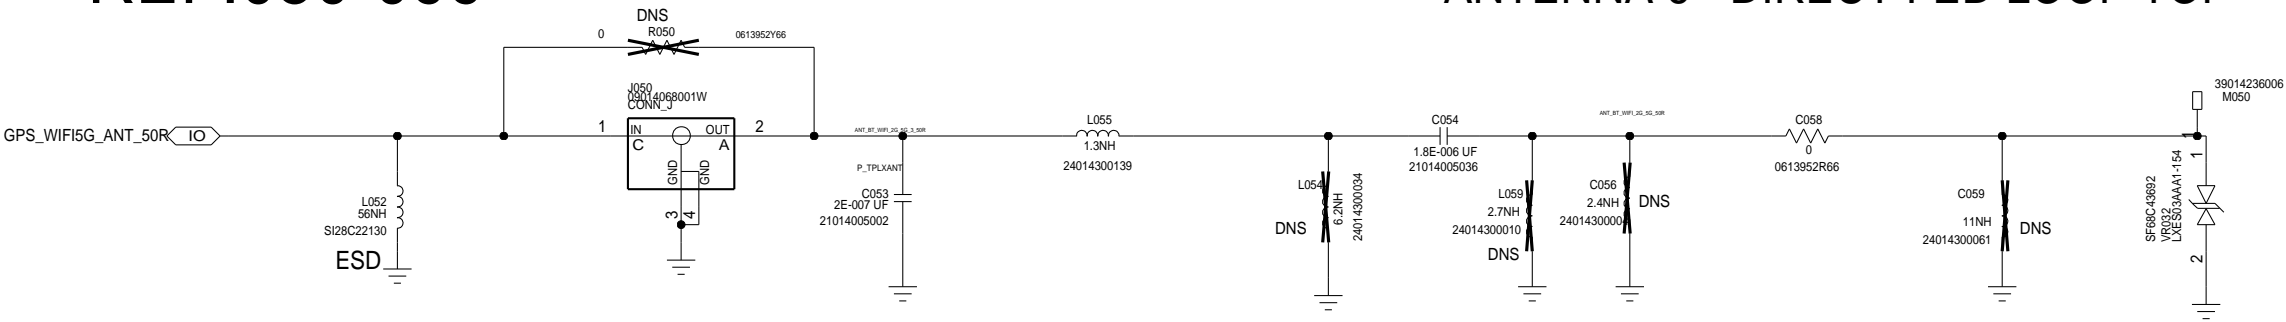 DNS
0
R050
0613952Y66
J050
09014068001W
CONN_J
GPS_WIFI5G_ANT_50R
IO
1
IN
C
OUT
A
2
GND
GND
3
4
L052
56NH
SI28C22130
ESD
ANT_BT_WIFI_2G_5G_3_50R
P_TPLXANT
C053
2E-007 UF
21014005002
L055
1.3NH
24014300139
L054
6.2NH
24014300034
DNS
C054
1.8E-006 UF
21014005036
L059
2.7NH
24014300010
DNS
ANT_BT_WIFI_2G_5G_50R
C056
2.4NH
DNS
C058
0
0613952R66
C059
11NH
24014300061
DNS
39014236006
M050
1
1
SF68C43692
VR032
LXES03AAA1-154
2